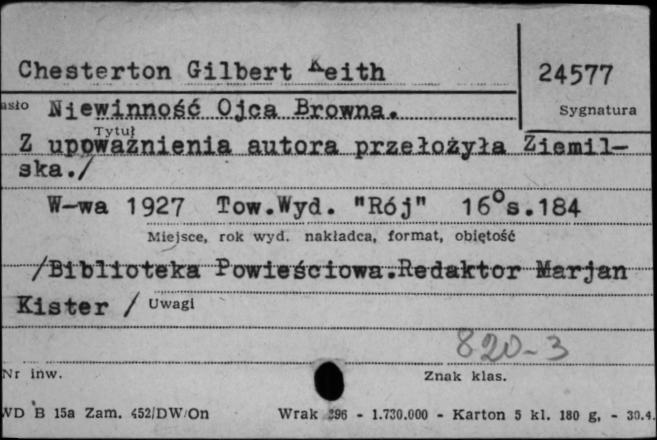 Chesterton Gilbert Keith
24577
asło Niewinność Ojca Browna.
Sygnatura
Tytuł
Z upoważnienia autora przełożyła Ziemil-
ska./
W-wa 1927 Tow.Wyd. "Rój" 16° s.184
Miejsce, rok wyd. nakładca, format, obiętość
/Biblioteka Powieściowa.Redaktor Marjan
Kister / Uwagi
820-3
Nr inw.
Znak klas.
WD B 15a Zam. 452/DW/On Wrak 396 - 1.730.000 - Karton 5 kl. 180 g, - 30.4.